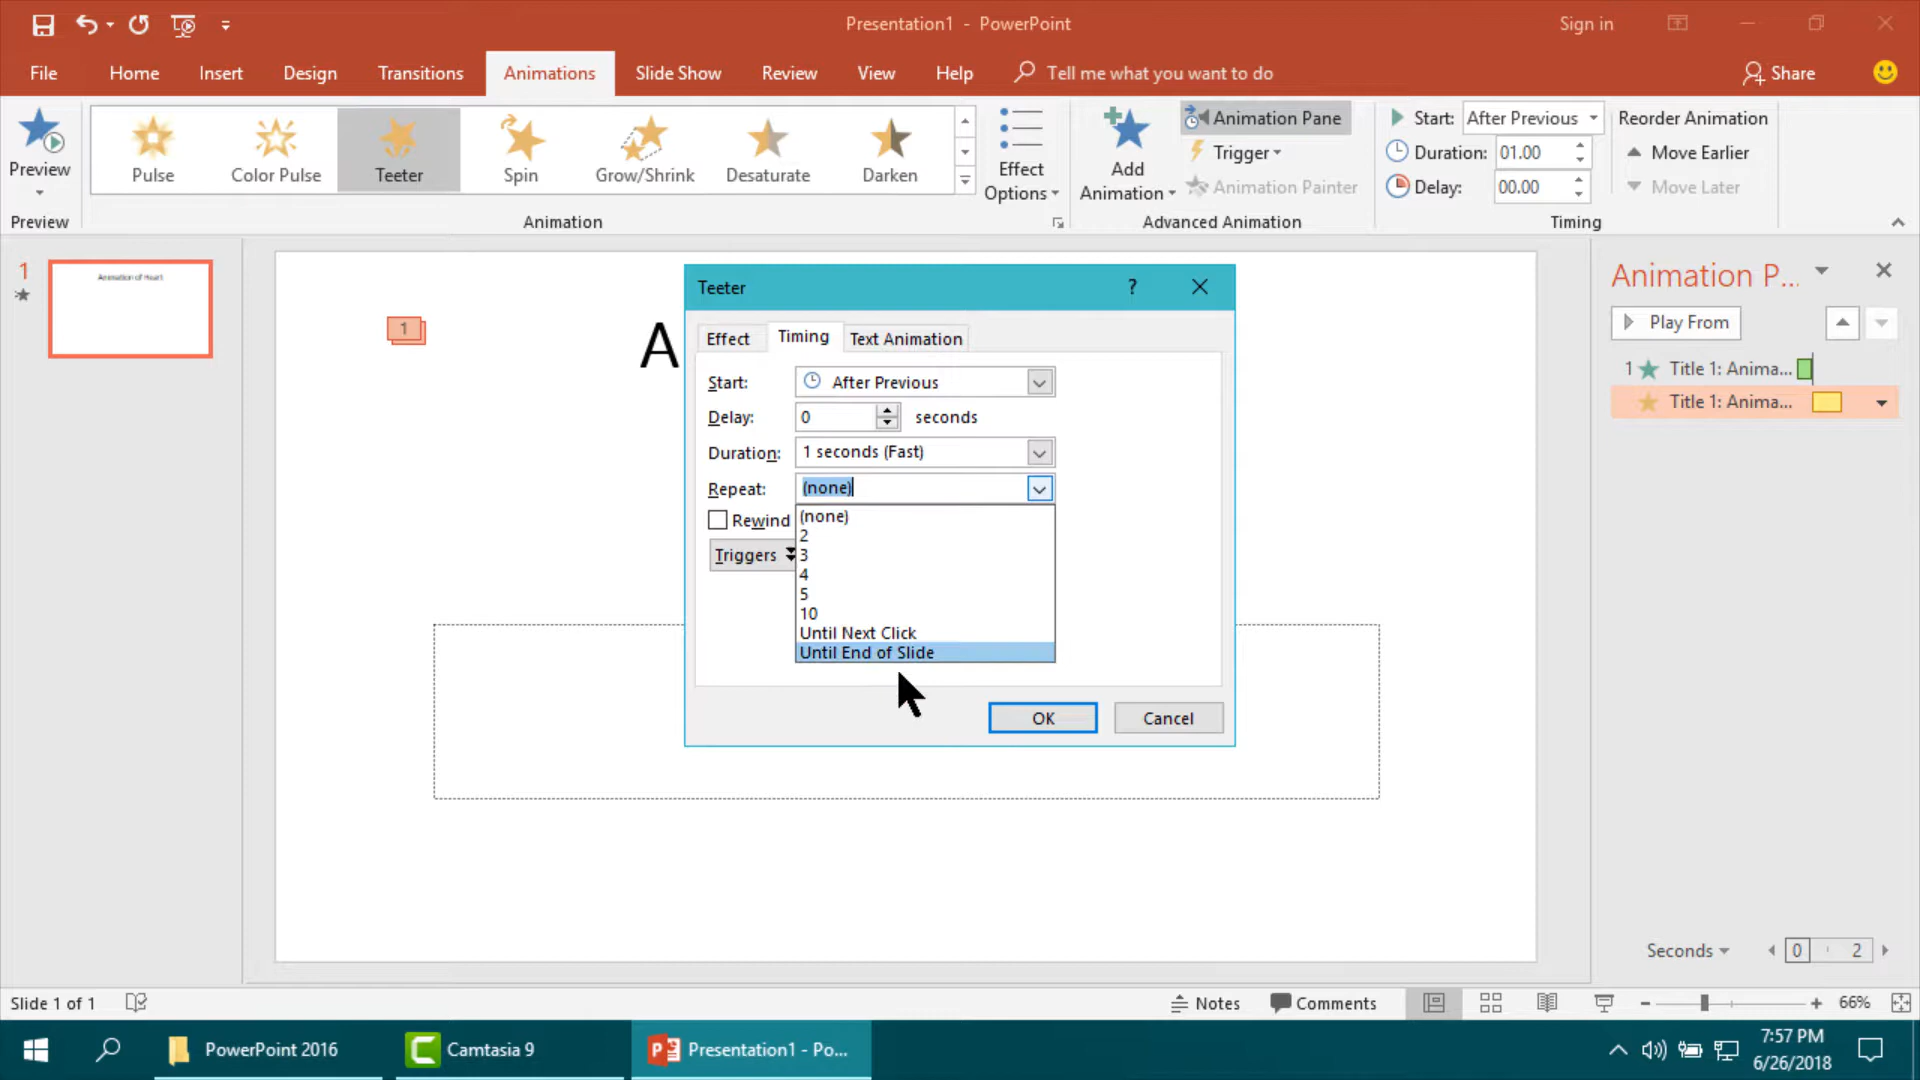 Presentation1 - PowerPoint
Sign in
File Home Insert Design Transitions Animations Slide Show Review View Help Tell me what you want to do Share
Preview
Pulse Color Pulse Teeter Spin Grow/Shrink Desaturate Darken
Effect Options
Add Animation
Animation Pane
Trigger
Animation Painter
Start: After Previous
Duration: 01.00
Delay: 00.00
Reorder Animation
Move Earlier
Move Later
Preview Animation Advanced Animation Timing
1
Animation of Heart
1
A
Teeter ?
Effect Timing Text Animation
Start: After Previous
Delay: 0 seconds
Duration: 1 seconds (Fast)
Repeat: (none)
Rewind
Triggers
(none)
2
3
4
5
10
Until Next Click
Until End of Slide
OK Cancel
Animation P...
Play From
1 Title 1: Anima...
Title 1: Anima...
Seconds 0 2
Slide 1 of 1 Notes Comments 66%
PowerPoint 2016 Camtasia 9 Presentation1 - Po...
7:57 PM
6/26/2018